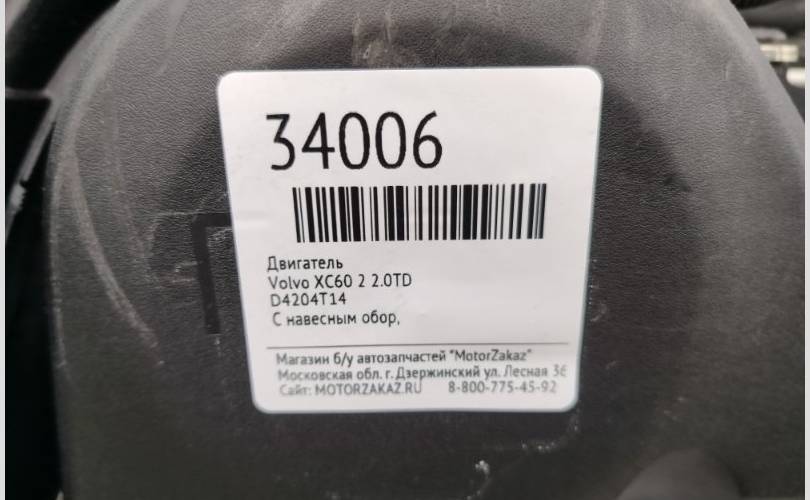 34006
Двигатель
Volvo XC60 2 2.0TD
D4204T14
С навесным обор,
Магазин б/у автозапчастей "MotorZakaz"
Московская обл. г. Дзержинский ул. Лесная 36
Сайт: MOTORZAKAZ.RU 8-800-775-45-92